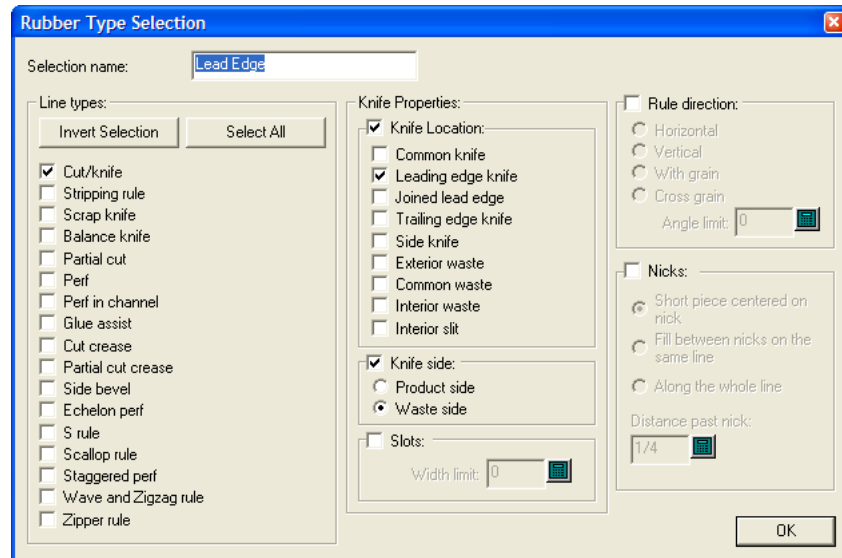 Rubber Type Selection
Selection name: Lead Edge
Line types:
Invert Selection Select All
Cut/knife
Stripping rule
Scrap knife
Balance knife
Partial cut
Perf
Perf in channel
Glue assist
Cut crease
Partial cut crease
Side bevel
Echelon perf
S rule
Scallop rule
Staggered perf
Wave and Zigzag rule
Zipper rule
Knife Properties:
Knife Location:
Common knife
Leading edge knife
Joined lead edge
Trailing edge knife
Side knife
Exterior waste
Common waste
Interior waste
Interior slit
Knife side:
Product side
Waste side
Slots:
Width limit: 0
Rule direction:
Horizontal
Vertical
With grain
Cross grain
Angle limit: 0
Nicks:
Short piece centered on
nick
Fill between nicks on the
same line
Along the whole line
Distance past nick:
1/4
OK